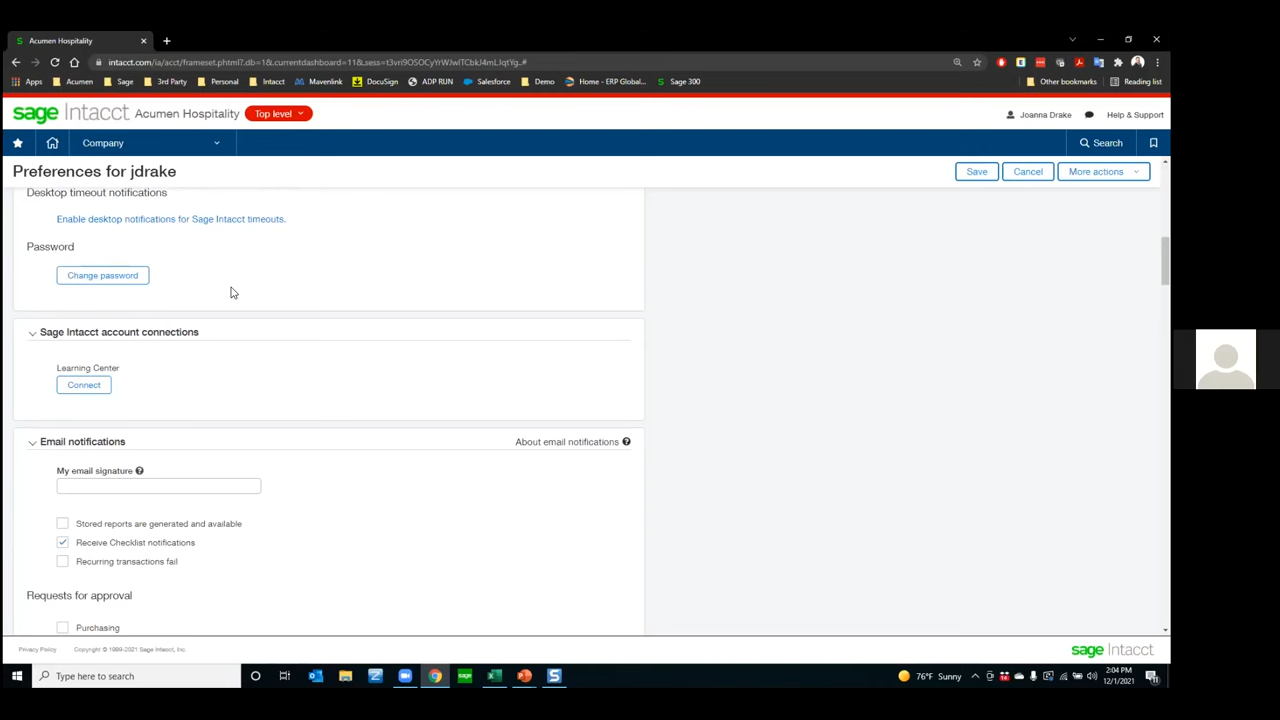 Acumen Hospitality
intacct.com/ia/acct/frameset.phtml?.db=1&.currentdashboard=11&.sess=
Apps Acumen Sage 3rd Party Personal Intacct Mavenlink DocuSign ADP RUN Salesforce Demo Home - ERP Global... Sage 300 Other bookmarks Reading list
sage Intacct Acumen Hospitality Top level Joanna Drake Help & Support
Company Search
Preferences for jdrake Save Cancel More actions
Desktop timeout notifications
Enable desktop notifications for Sage Intacct timeouts.
Password
Change password
Sage Intacct account connections
Learning Center
Connect
Email notifications About email notifications
My email signature
Stored reports are generated and available
Receive Checklist notifications
Recurring transactions fail
Requests for approval
Purchasing
Privacy Policy Copyright © 1999-2021 Sage Intacct, Inc. sage Intacct
Type here to search 76°F Sunny 2:04 PM
12/1/2021